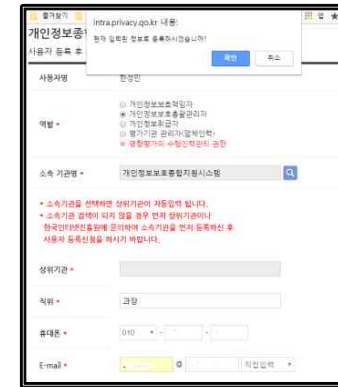 즐겨찾기
intra.privacy.go.kr 내용:
현재 입력된 정보로 등록하시겠습니까?
확인 취소
개인정보종
사용자 등록 후
사용자명 한성민
역할 *
개인정보보호책임자
개인정보보호총괄관리자
개인정보취급자
평가기관 관리자(업체인력)
※ 영향평가의 수행인력관리 권한
소속 기관명 * 개인정보보호종합지원시스템
* 소속기관을 선택하면 상위기관이 자동입력 됩니다.
* 소속기관 검색이 되지 않을 경우 먼저 상위기관이나
한국인터넷진흥원에 문의하여 소속기관을 먼저 등록하신 후
사용자 등록신청을 하시기 바랍니다.
상위기관 *
직위 * 과장
휴대폰 * 010 - -
E-mail * @ 직접입력